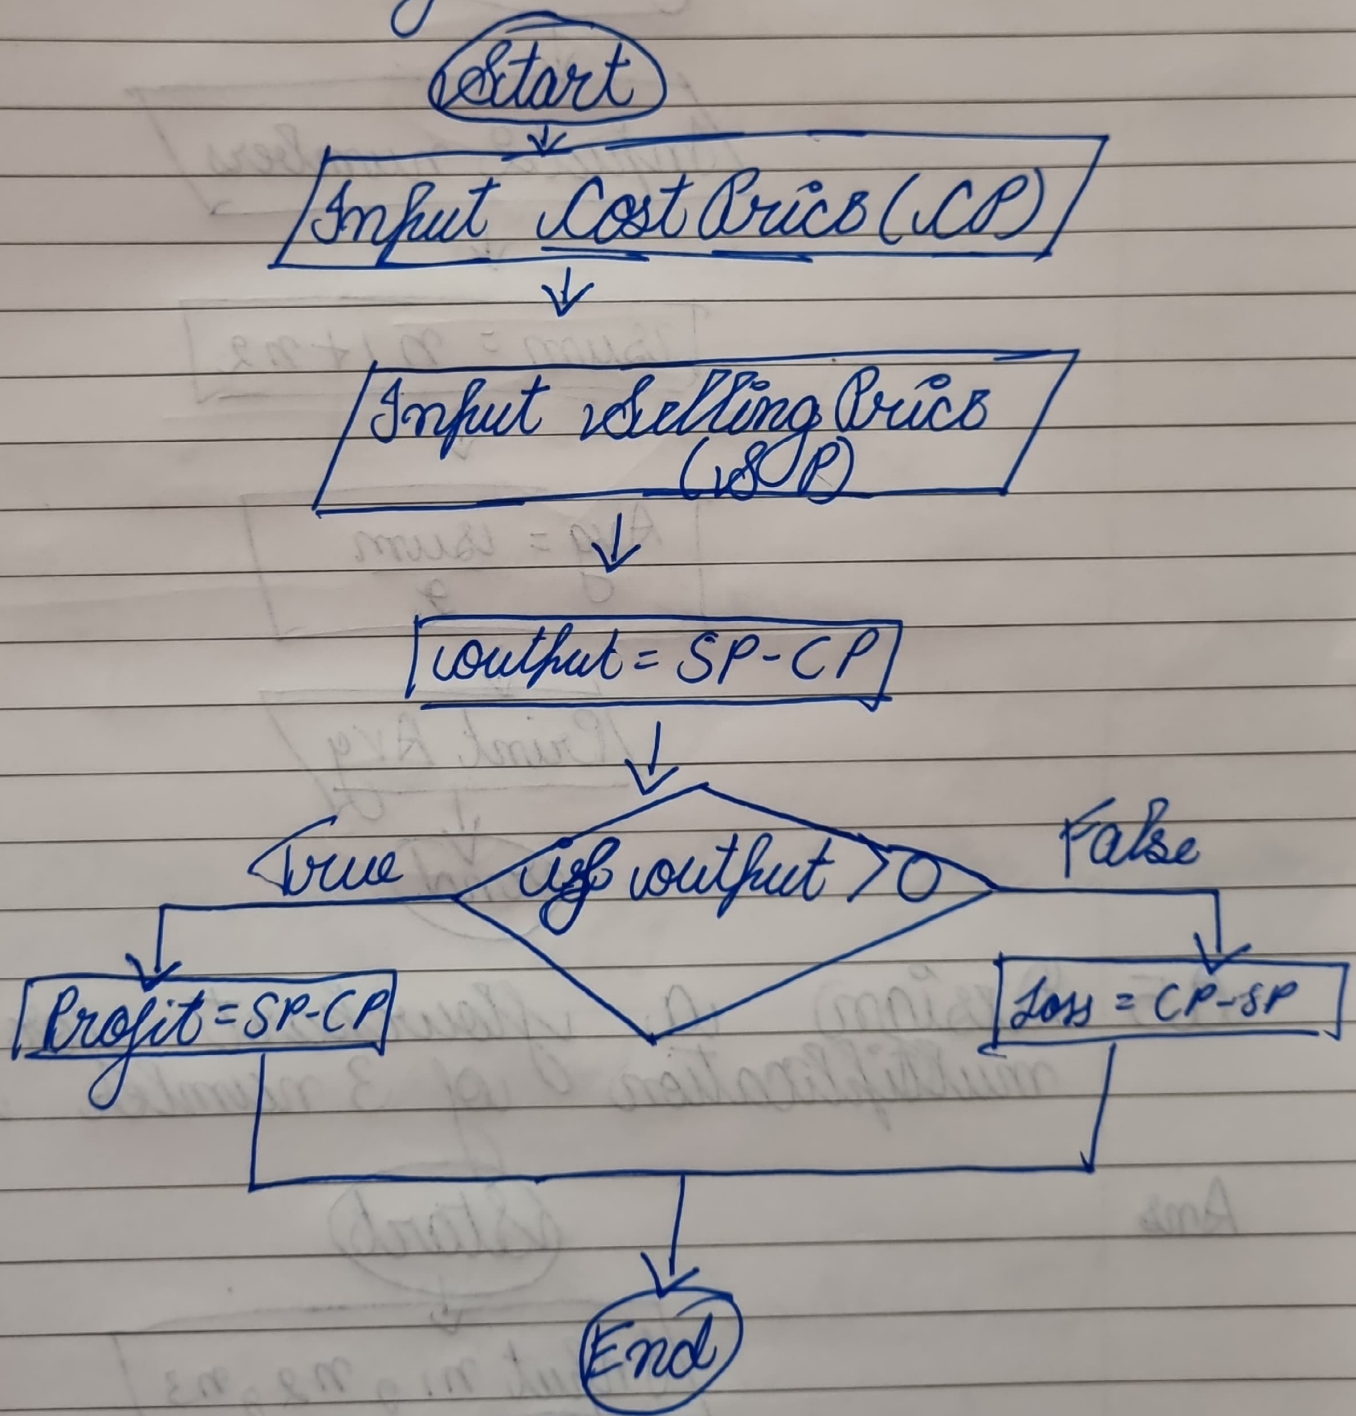 Start
Input Cost Price (CP)
Input Selling Price
(SP)
output = SP-CP
True
if output >0
False
Profit = SP-CP
Loss = CP-SP
End